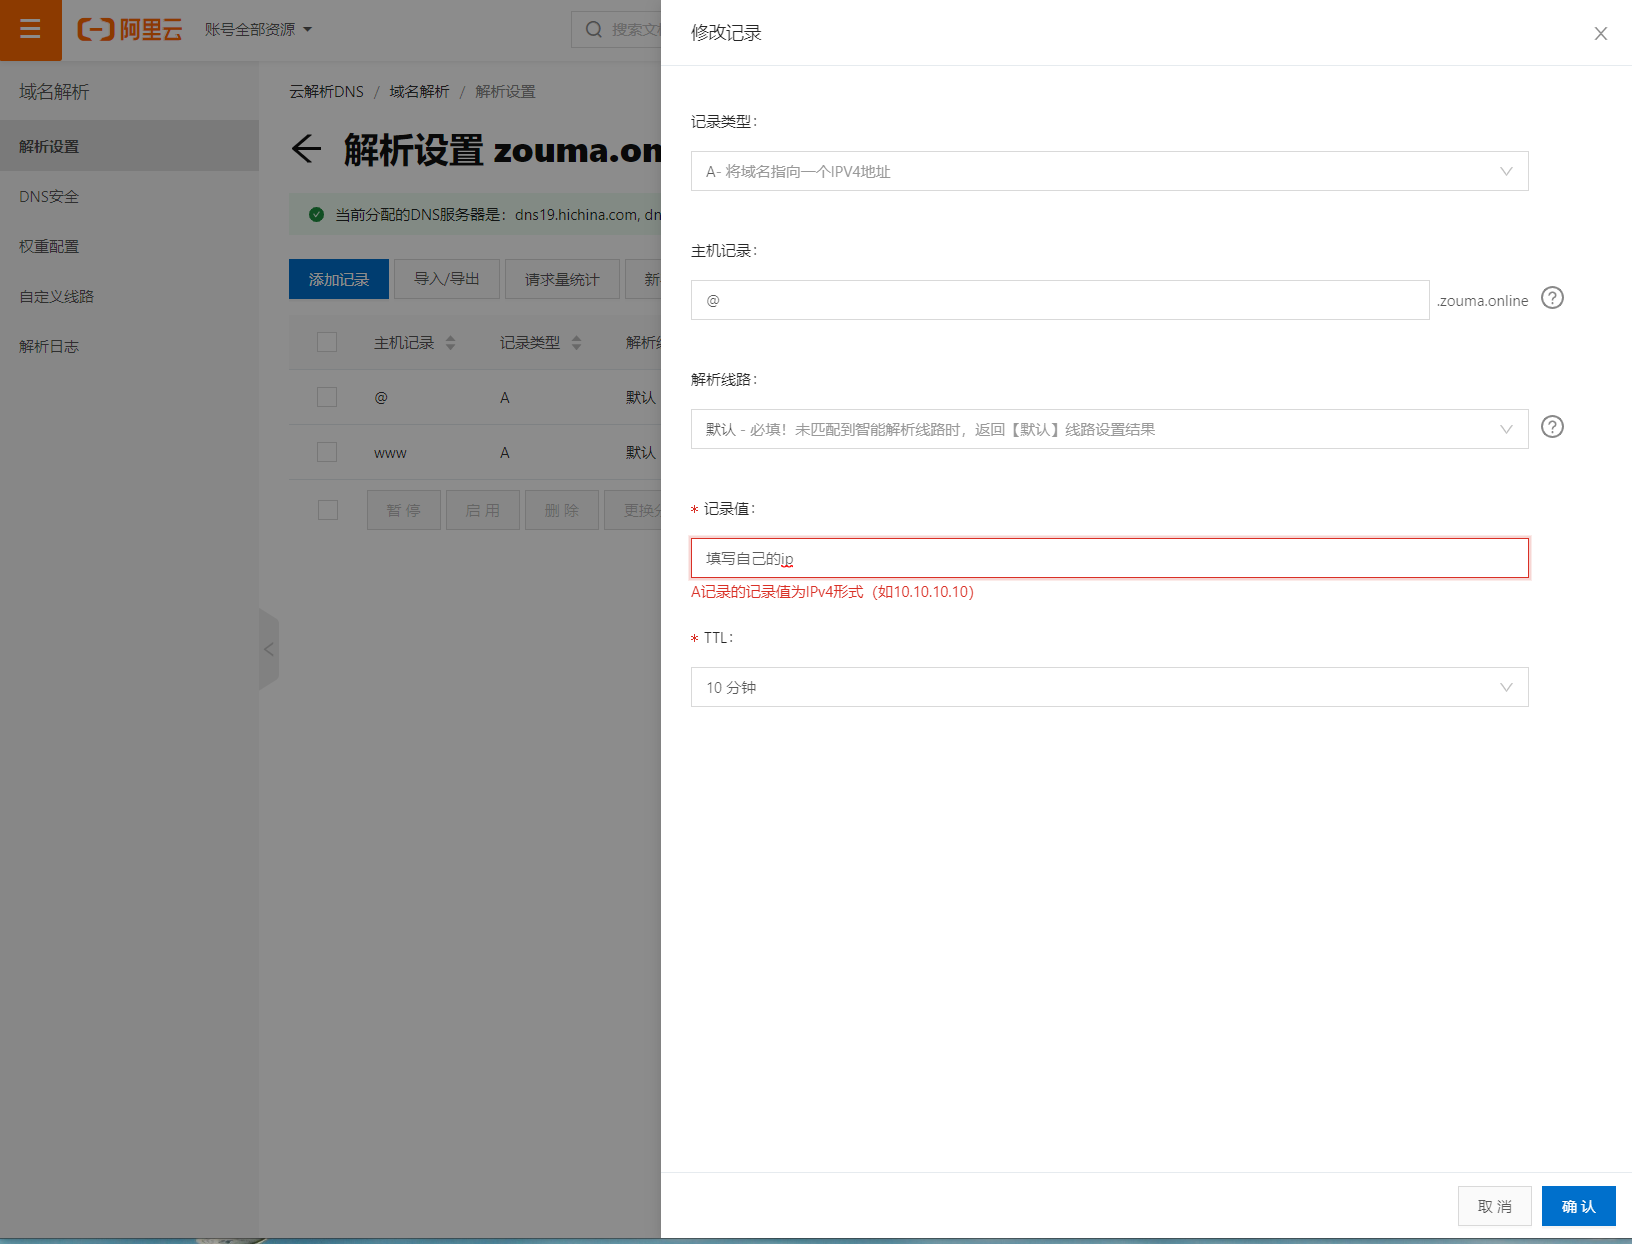 阿里云
账号全部资源
搜索文
域名解析
解析设置
DNS安全
权重配置
自定义线路
解析日志
云解析DNS / 域名解析 / 解析设置
解析设置 zouma.on
当前分配的DNS服务器是：dns19.hichina.com, dn
添加记录 导入/导出 请求量统计 新
主机记录 记录类型 解析
@ A 默认
www A 默认
暂 停 启 用 删 除 更换
修改记录
记录类型：
A- 将域名指向一个IPV4地址
主机记录：
@ .zouma.online
解析线路：
默认 - 必填！未匹配到智能解析线路时，返回【默认】线路设置结果
* 记录值：
填写自己的ip
A记录的记录值为IPv4形式（如10.10.10.10）
* TTL：
10 分钟
取 消 确 认